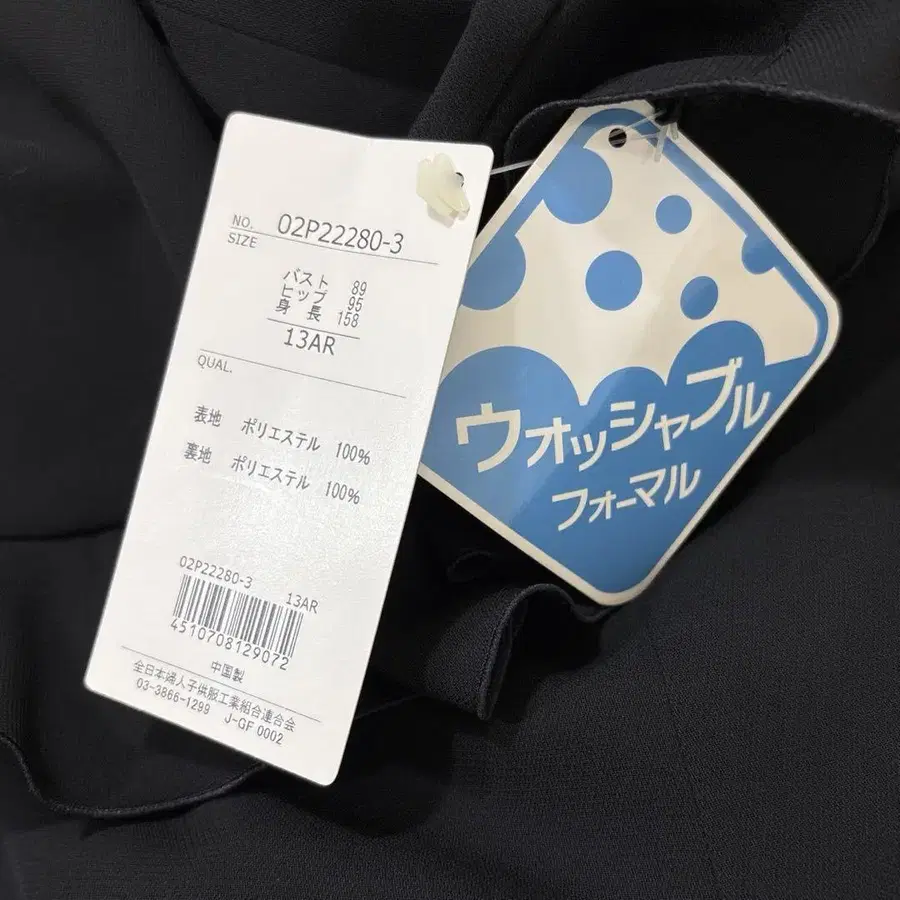 NO. 02P22280-3
SIZE
バスト 89
ヒップ 95
身長 158
13AR
QUAL.
表地 ポリエステル 100%
裏地 ポリエステル 100%
02P22280-3
13AR
4510708129072
中国製
全日本婦人子供服工業組合連合会
03-3866-1299 J-GF 0002
ウォッシャブル
フォーマル